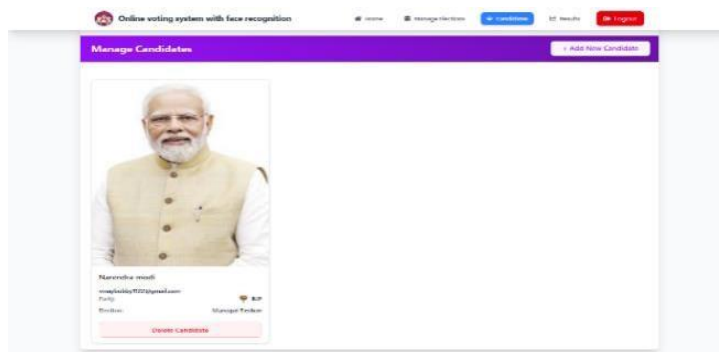 Online voting system with face recognition
Home
Manage Elections
Candidates
Results
Logout
Manage Candidates
+ Add New Candidate
Narendra modi
Party:
BJP
Election:
Delete Candidate